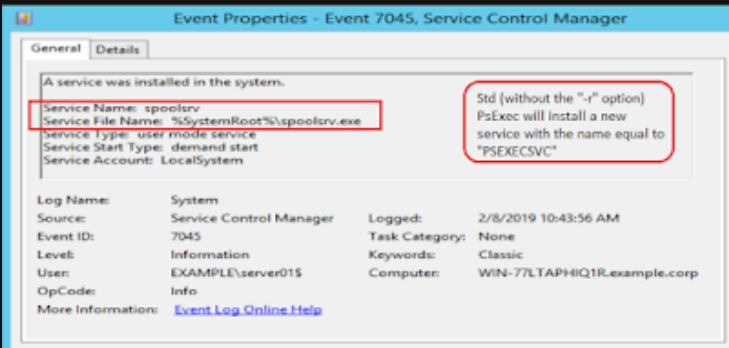 Event Properties - Event 7045, Service Control Manager
General Details
A service was installed in the system.
Service Name: spoolsrv
Service File Name: %SystemRoot%\spoolsrv.exe
Service Type: user mode service
Service Start Type: demand start
Service Account: LocalSystem
Std (without the "-r" option)
PsExec will install a new
service with the name equal to
"PSEXECSVC"
Log Name: System
Source: Service Control Manager Logged: 2/8/2019 10:43:56 AM
Event ID: 7045 Task Category: None
Level: Information Keywords: Classic
User: EXAMPLE\server01$ Computer: WIN-77LTAPHIQ1R.example.corp
OpCode: Info
More Information: Event Log Online Help